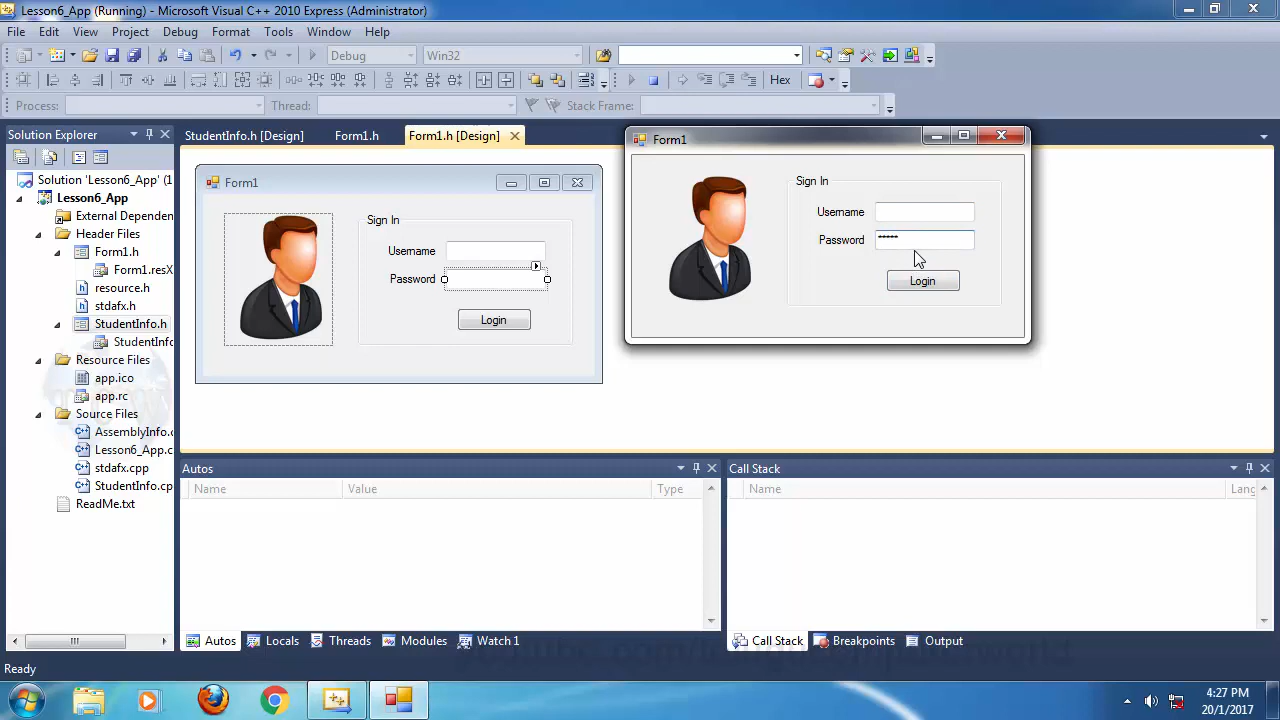 Lesson6_App (Running) - Microsoft Visual C++ 2010 Express (Administrator)
File Edit View Project Debug Format Tools Window Help
Debug Win32
Hex
Process: Thread: Stack Frame:
Solution Explorer
StudentInfo.h [Design] Form1.h Form1.h [Design]
Solution 'Lesson6_App' (1
Lesson6_App
External Dependen
Header Files
Form1.h
Form1.resX
resource.h
stdafx.h
StudentInfo.h
StudentInfo
Resource Files
app.ico
app.rc
Source Files
AssemblyInfo.c
Lesson6_App.c
stdafx.cpp
StudentInfo.cp
ReadMe.txt
Form1
Sign In
Username
Password
Login
Form1
Sign In
Username
Password *****
Login
Autos
Name Value Type
Call Stack
Name Lang
Autos Locals Threads Modules Watch 1
Call Stack Breakpoints Output
Ready
4:27 PM
20/1/2017